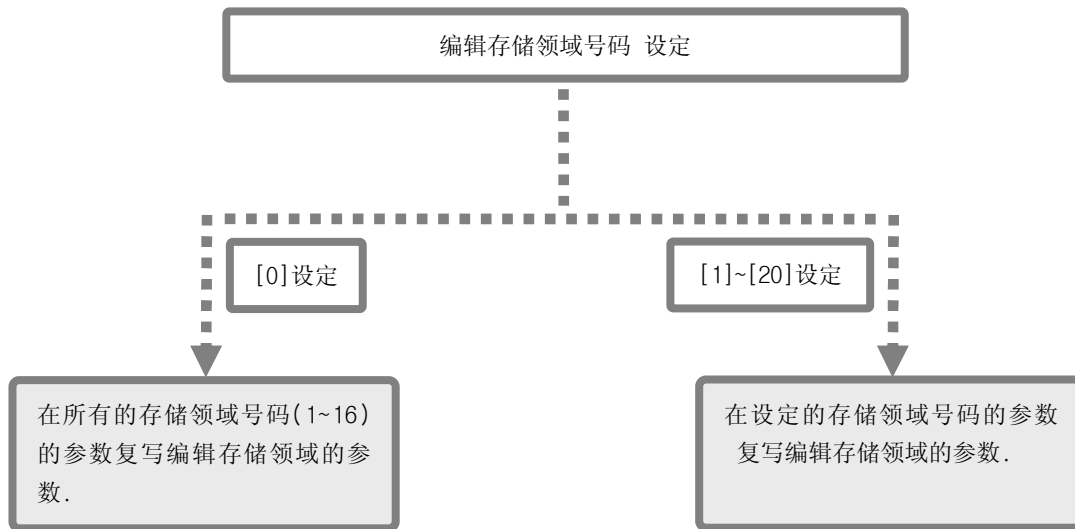 编辑存储领域号码 设定
[0]设定
[1]~[20]设定
在所有的存储领域号码(1~16)
的参数复写编辑存储领域的参
数.
在设定的存储领域号码的参数
复写编辑存储领域的参数.